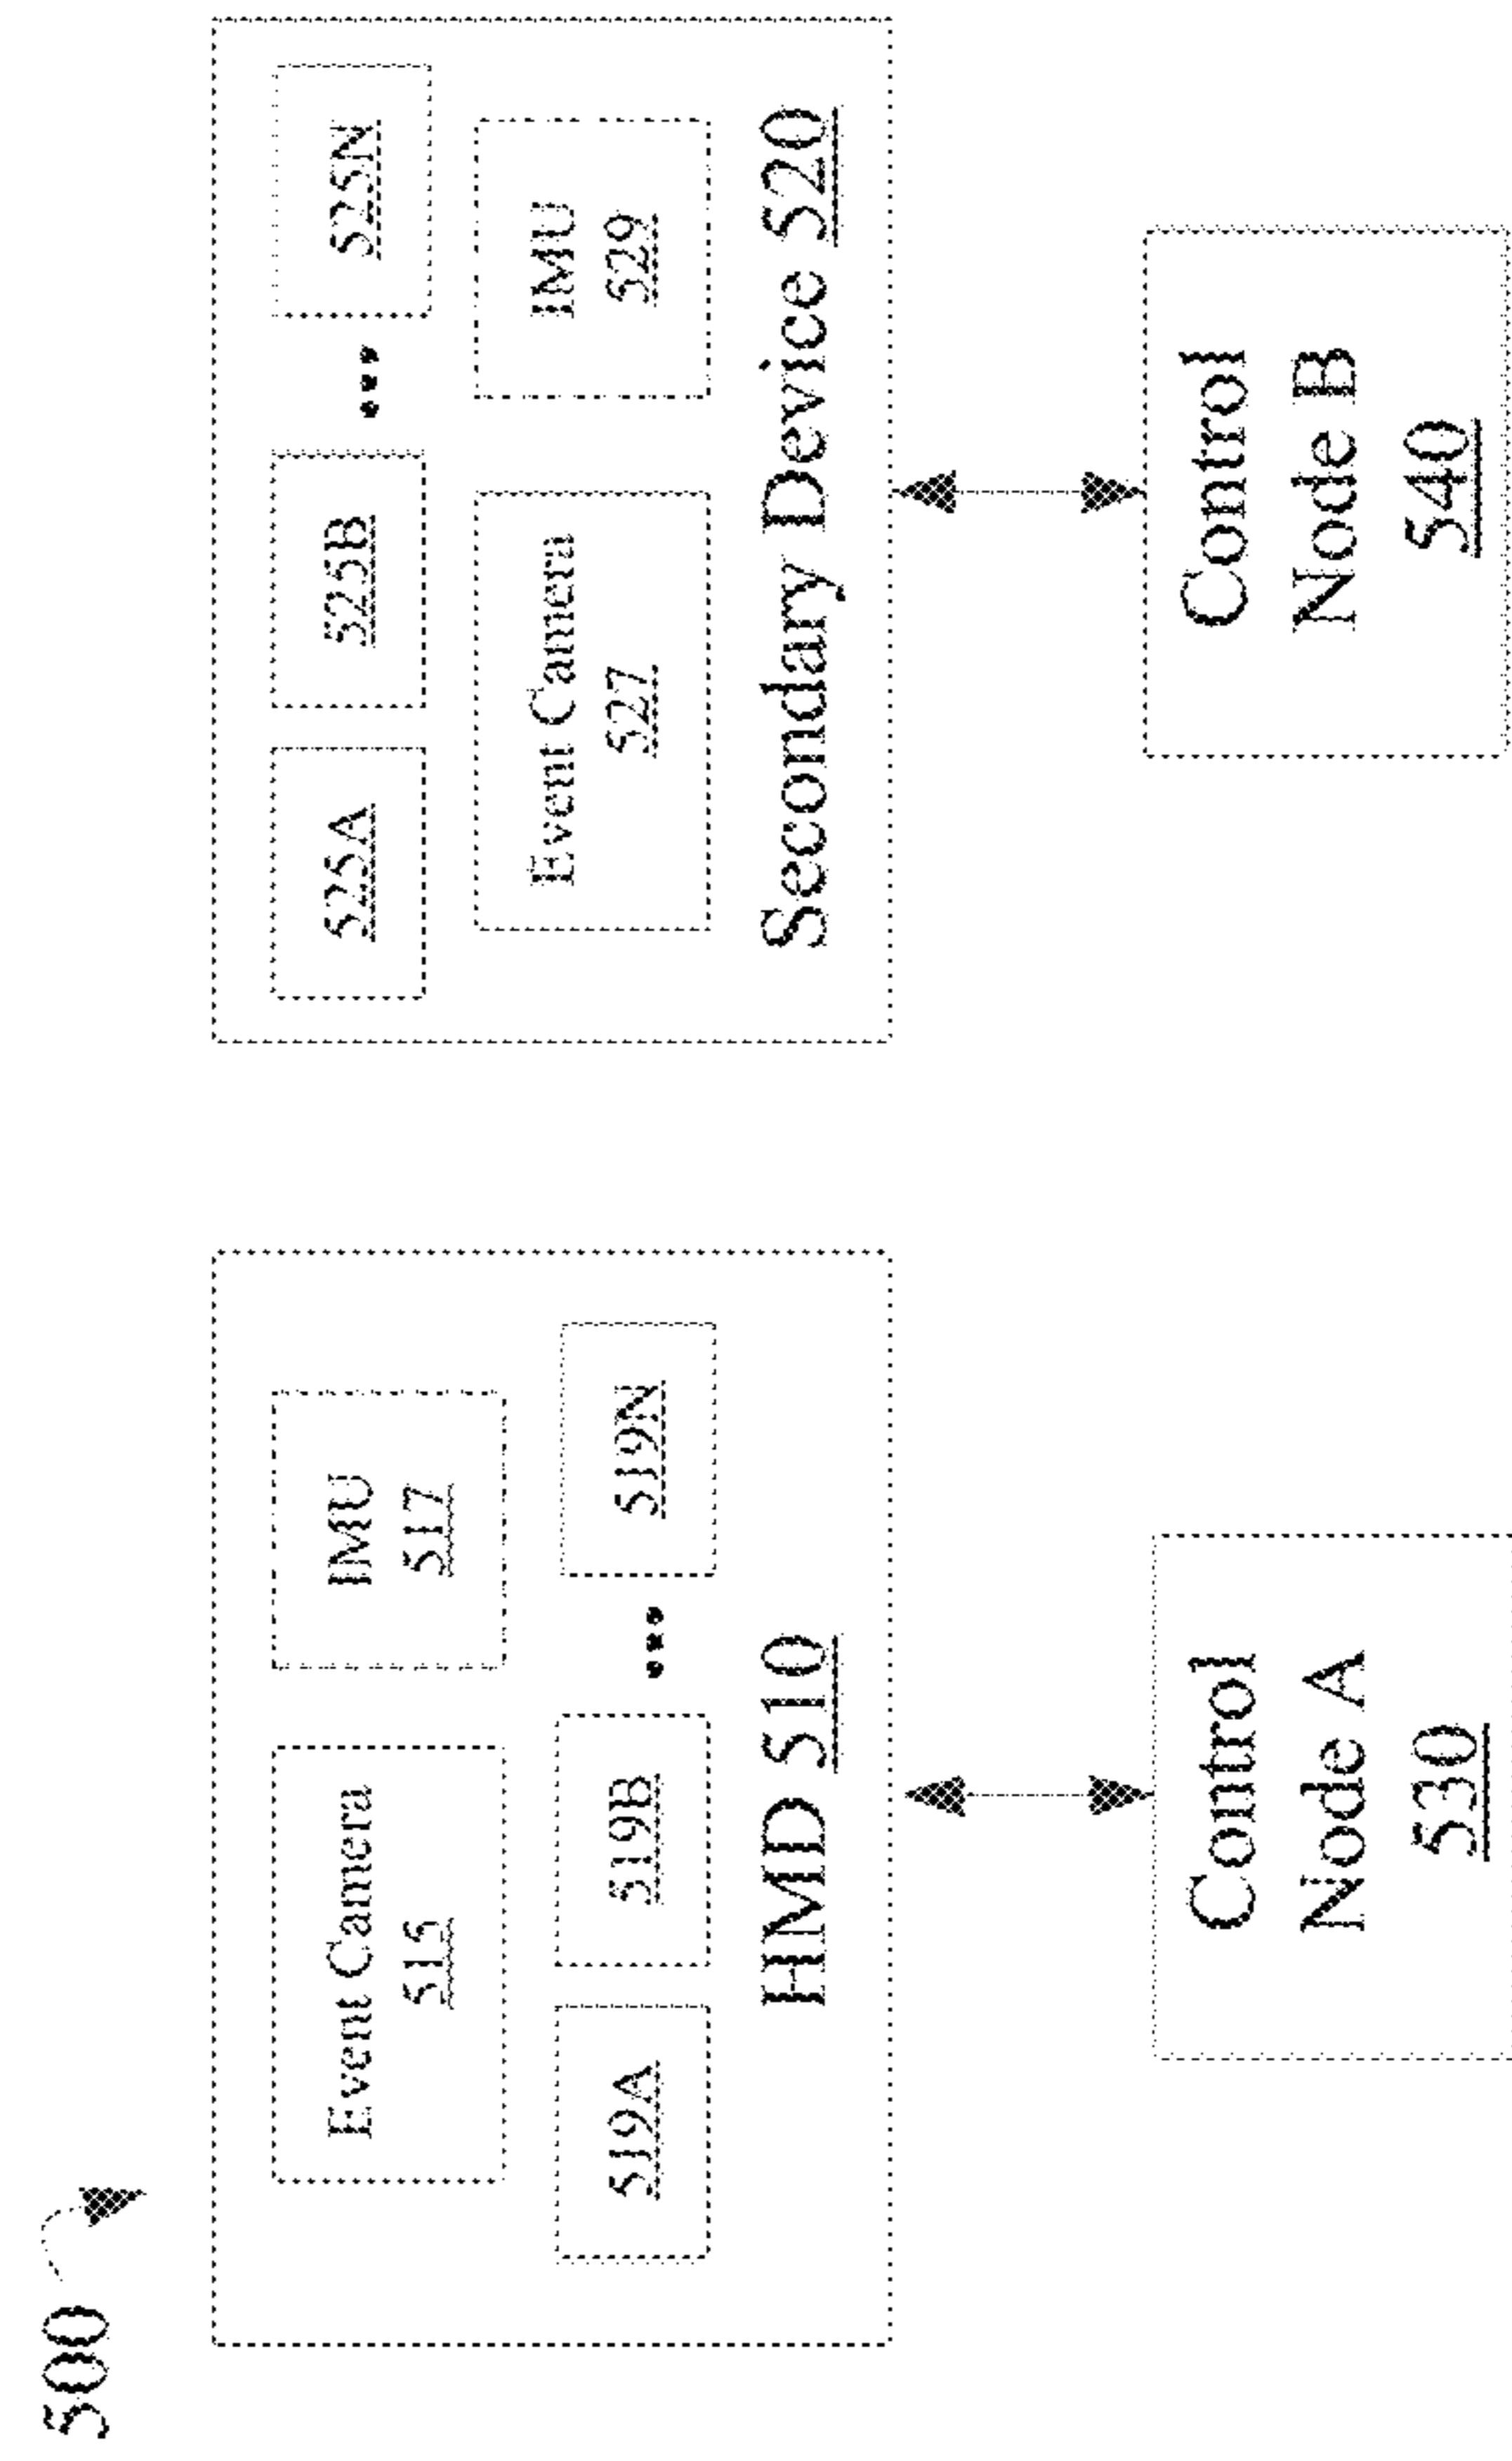 500
Event Camera
515
IMU
517
519A
519B
•••
519N
HMD 510
Control
Node A
530
525A
525B
•••
525N
Event Camera
527
IMU
529
Secondary Device 520
Control
Node B
540